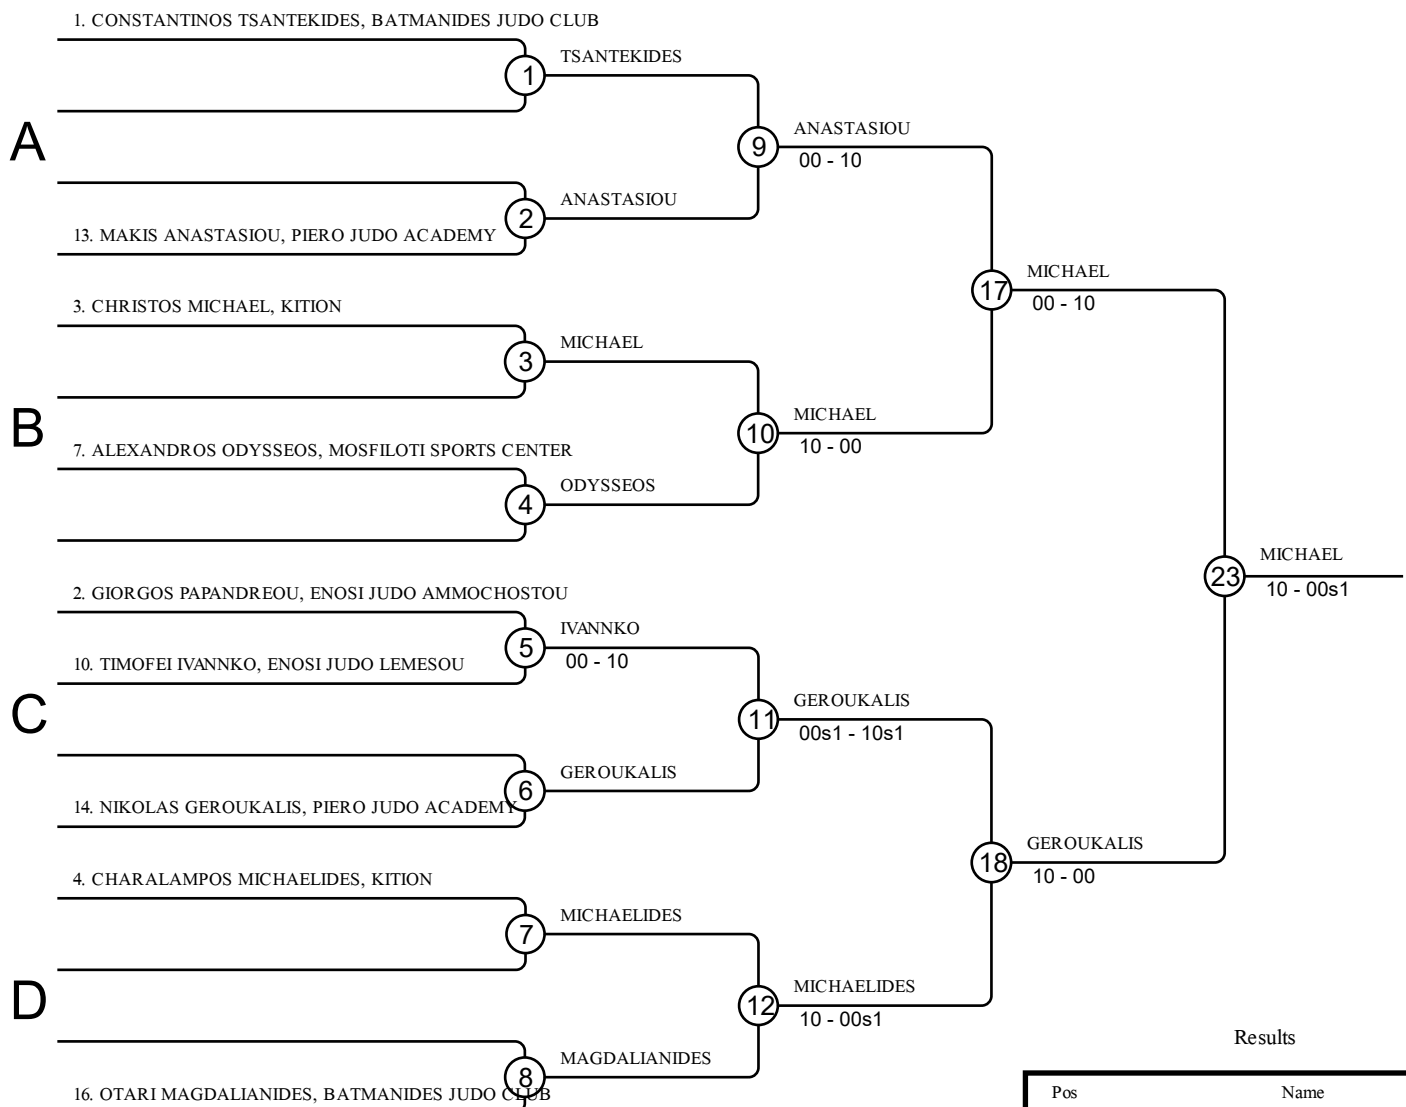 1. CONSTANTINOS TSANTEKIDES, BATMANIDES JUDO CLUB
1
TSANTEKIDES
A
9
ANASTASIOU
00 - 10
2
ANASTASIOU
13. MAKIS ANASTASIOU, PIERO JUDO ACADEMY
17
MICHAEL
00 - 10
3. CHRISTOS MICHAEL, KITION
3
MICHAEL
B
10
MICHAEL
10 - 00
7. ALEXANDROS ODYSSEOS, MOSFILOTI SPORTS CENTER
4
ODYSSEOS
23
MICHAEL
10 - 00s1
2. GIORGOS PAPANDREOU, ENOSI JUDO AMMOCHOSTOU
5
IVANNKO
00 - 10
10. TIMOFEI IVANNKO, ENOSI JUDO LEMESOU
C
11
GEROUKALIS
00s1 - 10s1
6
GEROUKALIS
14. NIKOLAS GEROUKALIS, PIERO JUDO ACADEMY
18
GEROUKALIS
10 - 00
4. CHARALAMPOS MICHAELIDES, KITION
7
MICHAELIDES
D
12
MICHAELIDES
10 - 00s1
8
MAGDALIANIDES
16. OTARI MAGDALIANIDES, BATMANIDES JUDO CLUB
Results
Pos Name